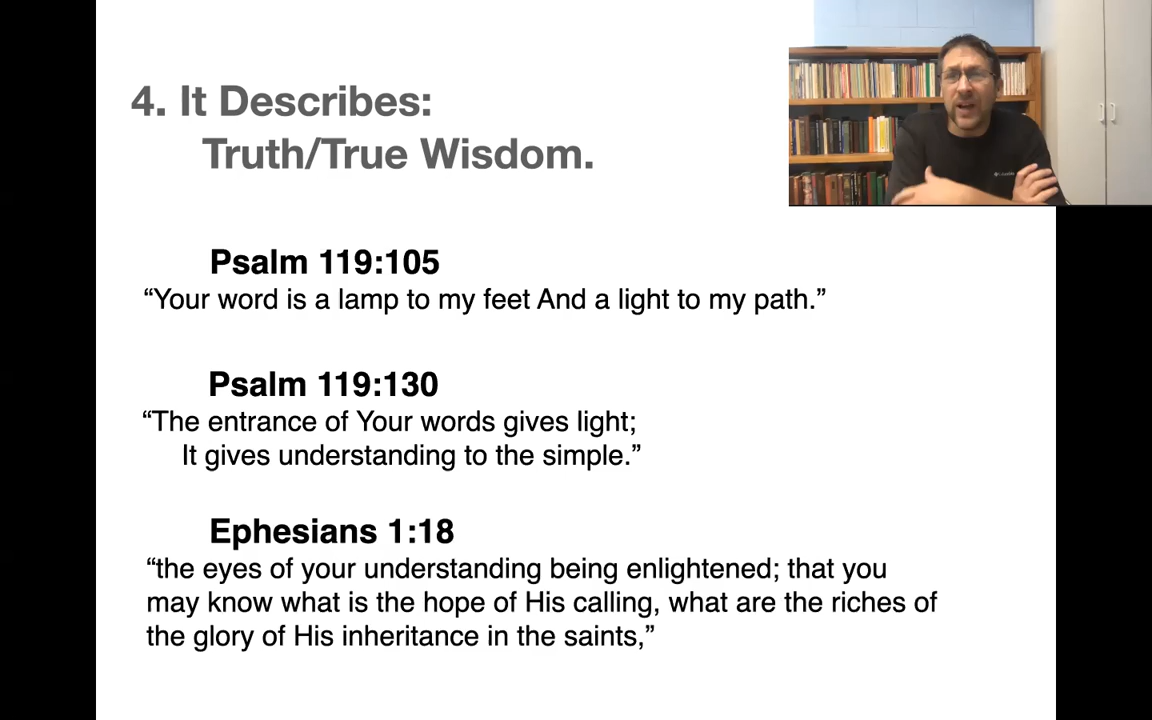 4. It Describes:
Truth/True Wisdom.
Psalm 119:105
“Your word is a lamp to my feet And a light to my path.”
Psalm 119:130
“The entrance of Your words gives light;
It gives understanding to the simple.”
Ephesians 1:18
“the eyes of your understanding being enlightened; that you
may know what is the hope of His calling, what are the riches of
the glory of His inheritance in the saints,”